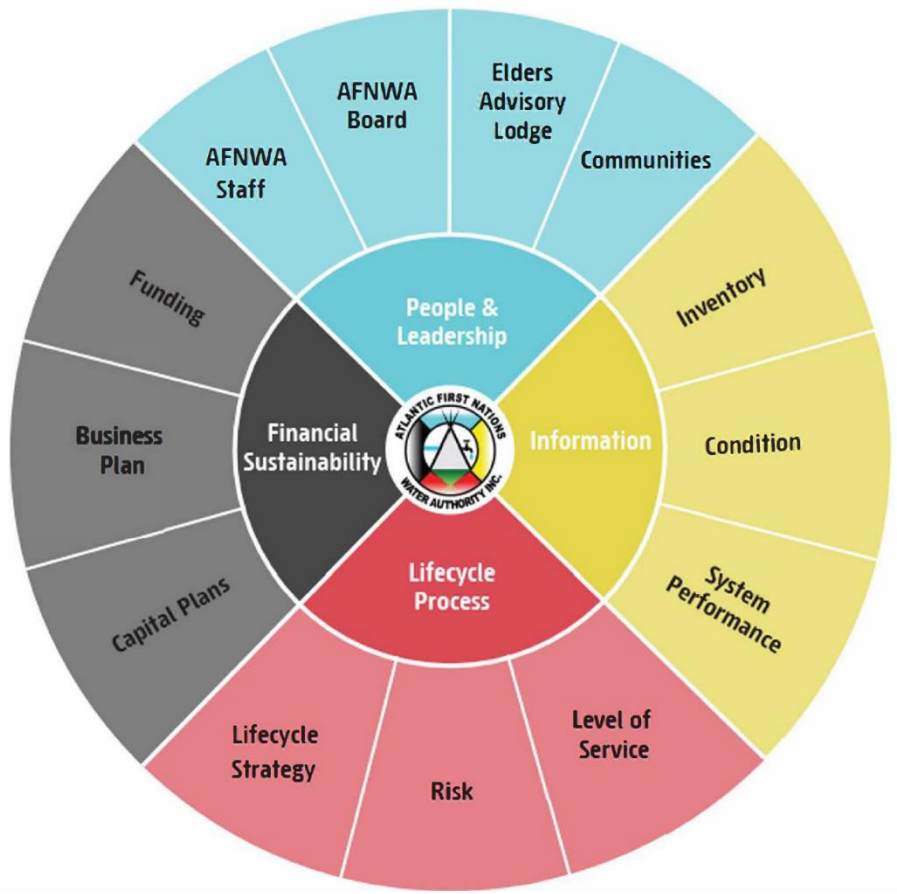 AFNWA
Staff
AFNWA
Board
Elders
Advisory
Lodge
Communities
People &
Leadership
Inventory
Condition
System
Performance
Information
Level of
Service
Risk
Lifecycle
Strategy
Lifecycle
Process
Capital Plans
Business
Plan
Funding
Financial
Sustainability
ATLANTIC FIRST NATIONS
WATER AUTHORITY INC.